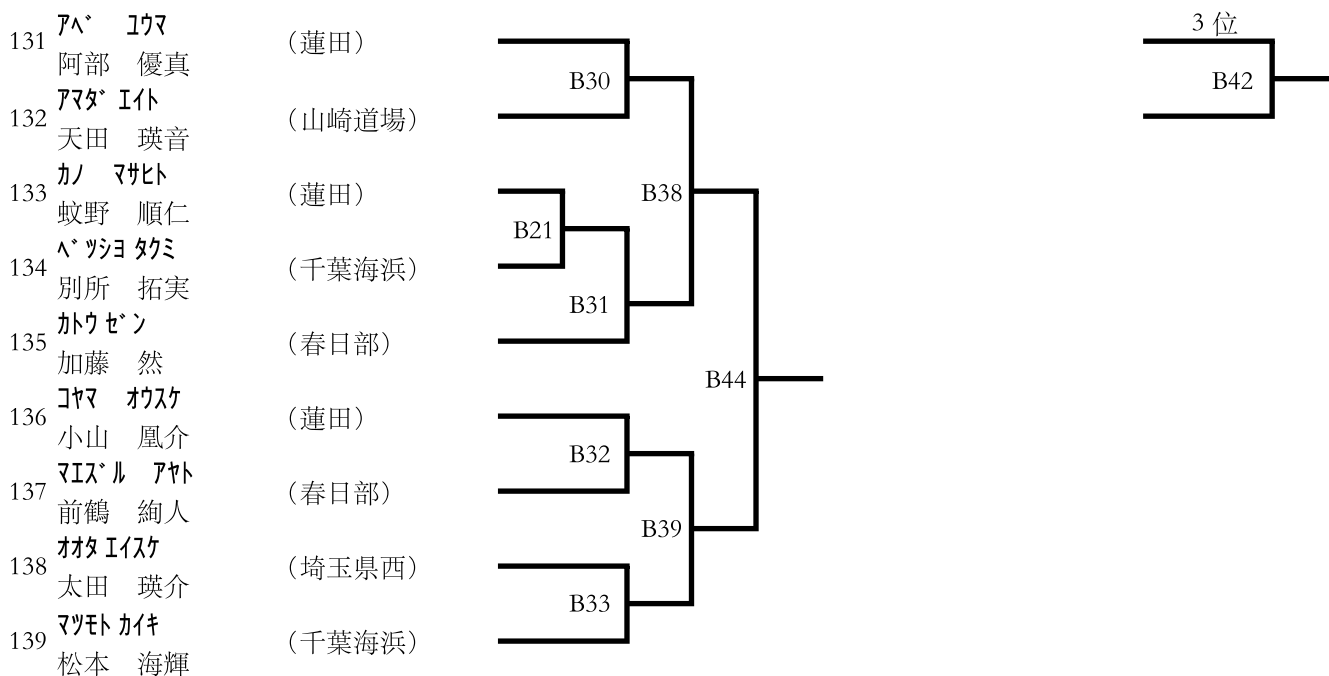 ｱﾍﾞ　ﾕｳﾏ
131 阿部　優真 （蓮田）
ｱﾏﾀﾞ ｴｲﾄ
132 天田　瑛音 （山崎道場）
B30
ｶﾉ　ﾏｻﾋﾄ
133 蚊野　順仁 （蓮田）
B38
B21
ﾍﾞｯｼｮ ﾀｸﾐ
134 別所　拓実 （千葉海浜）
B31
ｶﾄｳ ｾﾞﾝ
135 加藤　然 （春日部）
B44
ｺﾔﾏ　ｵｳｽｹ
136 小山　凰介 （蓮田）
B32
ﾏｴｽﾞﾙ　ｱﾔﾄ
137 前鶴　絢人 （春日部）
B39
ｵｵﾀ ｴｲｽｹ
138 太田　瑛介 （埼玉県西）
B33
ﾏﾂﾓﾄ ｶｲｷ
139 松本　海輝 （千葉海浜）
3 位
B42